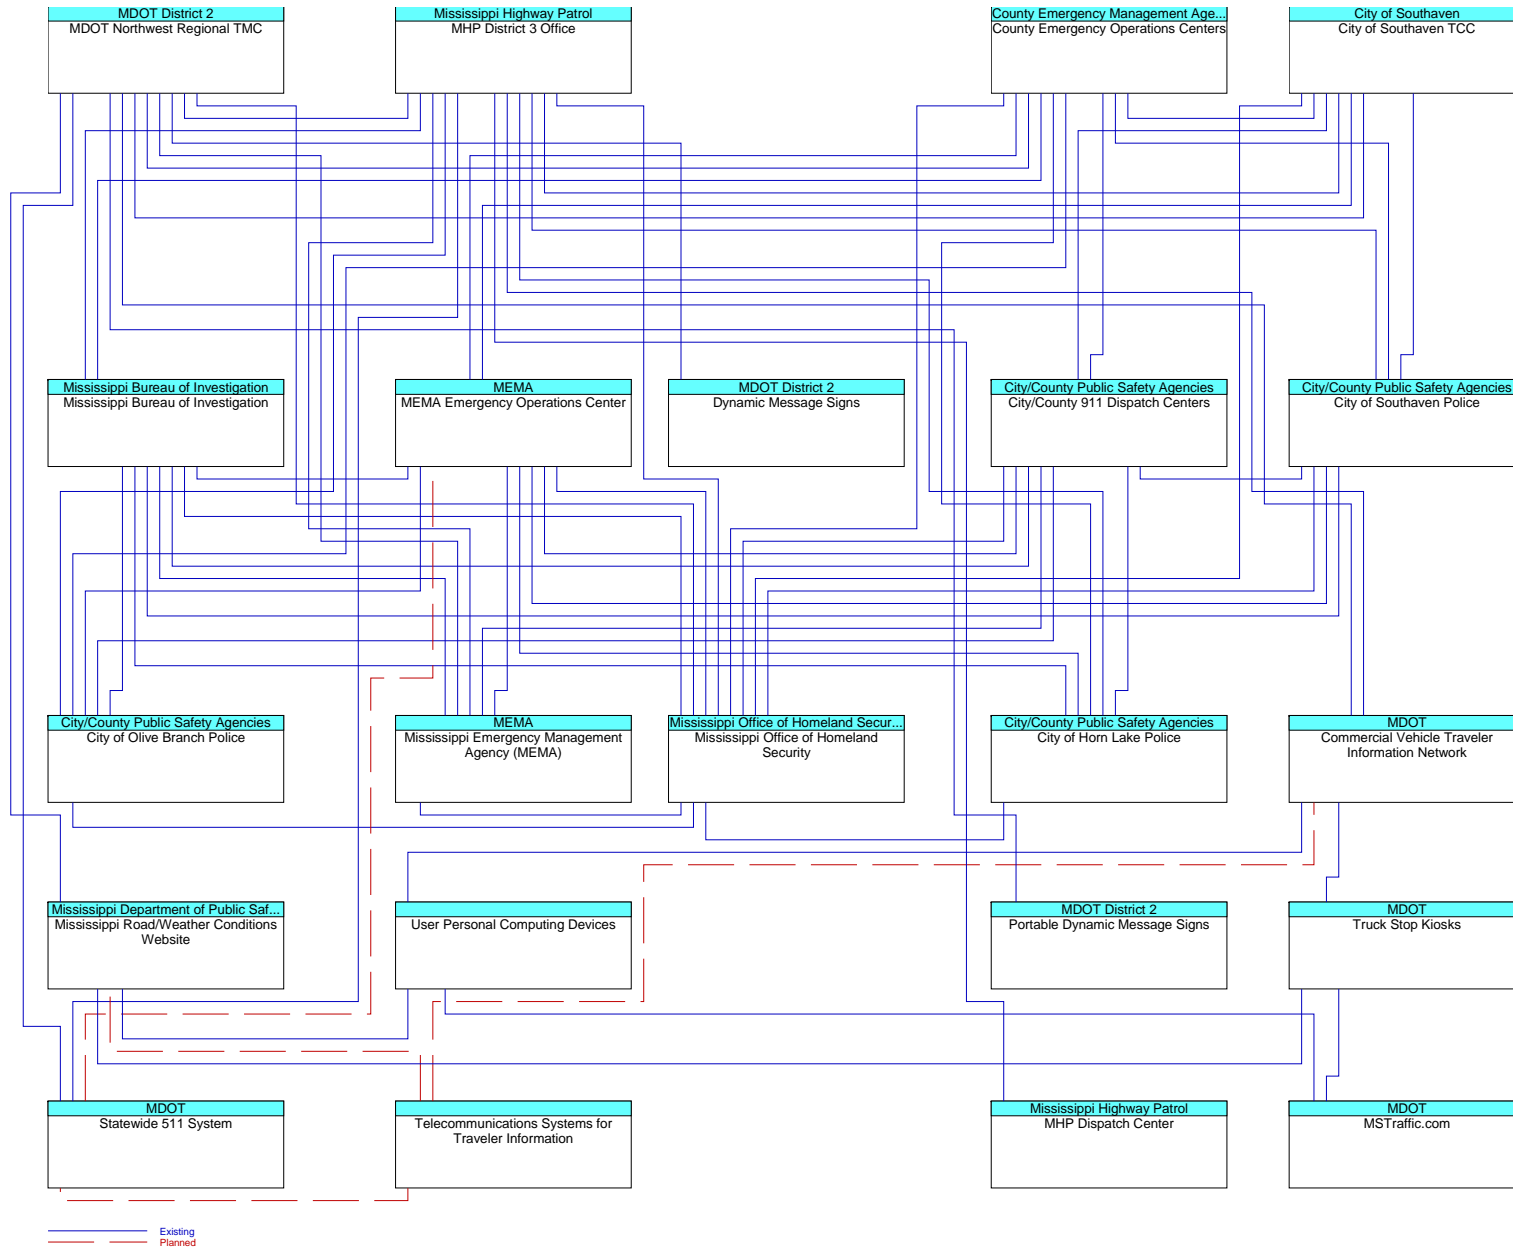 MDOT District 2
MDOT Northwest Regional TMC
Mississippi Highway Patrol
MHP District 3 Office
County Emergency Management Age...
County Emergency Operations Centers
City of Southaven
City of Southaven TCC
Mississippi Bureau of Investigation
Mississippi Bureau of Investigation
MEMA
MEMA Emergency Operations Center
MDOT District 2
Dynamic Message Signs
City/County Public Safety Agencies
City/County 911 Dispatch Centers
City/County Public Safety Agencies
City of Southaven Police
City/County Public Safety Agencies
City of Olive Branch Police
MEMA
Mississippi Emergency Management
Agency (MEMA)
Mississippi Office of Homeland Secur...
Mississippi Office of Homeland
Security
City/County Public Safety Agencies
City of Horn Lake Police
MDOT
Commercial Vehicle Traveler
Information Network
Mississippi Department of Public Saf...
Mississippi Road/Weather Conditions
Website
User Personal Computing Devices
MDOT District 2
Portable Dynamic Message Signs
MDOT
Truck Stop Kiosks
MDOT
Statewide 511 System
Telecommunications Systems for
Traveler Information
Mississippi Highway Patrol
MHP Dispatch Center
MDOT
MSTraffic.com
Existing
Planned